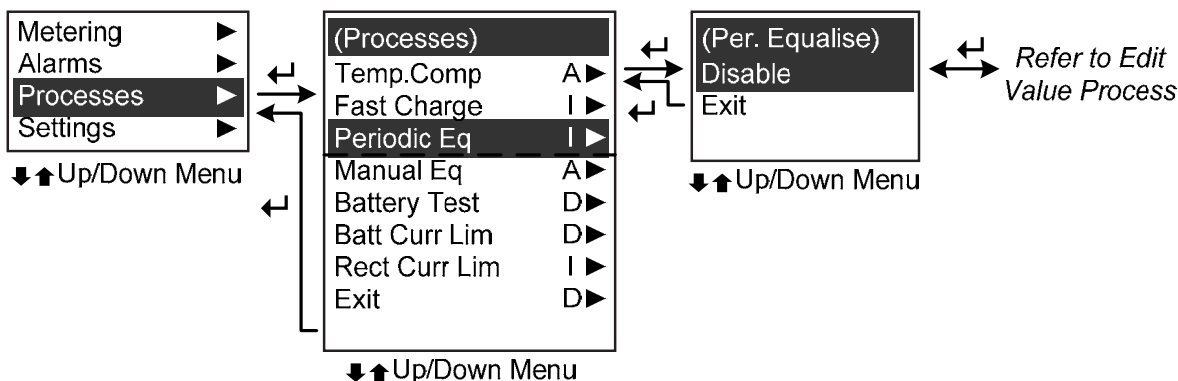 Metering ▶
Alarms ▶
Processes ▶
Settings ▶
⬇⬆Up/Down Menu
(Processes)
Temp.Comp A▶
Fast Charge I▶
Periodic Eq I▶
Manual Eq A▶
Battery Test D▶
Batt Curr Lim D▶
Rect Curr Lim I▶
Exit D▶
⬇⬆Up/Down Menu
(Per. Equalise)
Disable
Exit
⬇⬆Up/Down Menu
Refer to Edit
Value Process